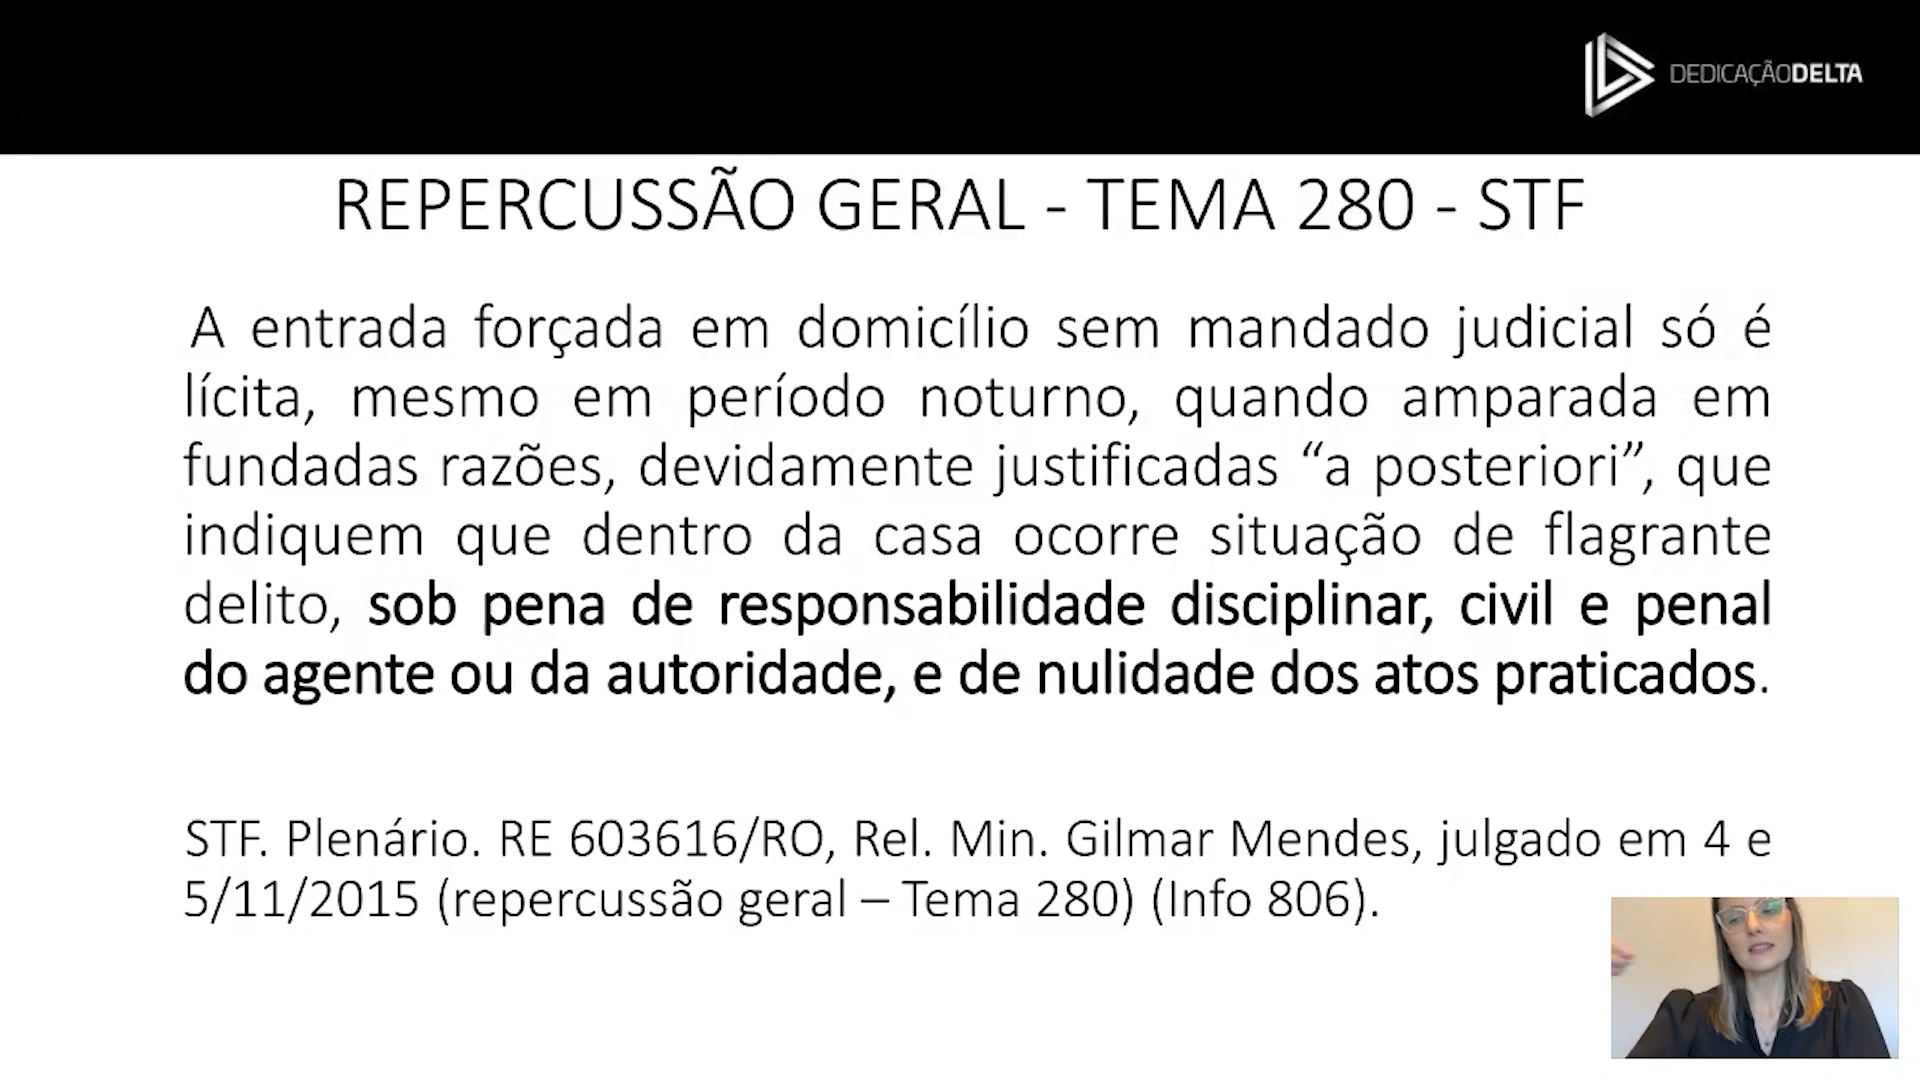 DEDICAÇÃODELTA
REPERCUSSÃO GERAL - TEMA 280 - STF
A entrada forçada em domicílio sem mandado judicial só é
lícita, mesmo em período noturno, quando amparada em
fundadas razões, devidamente justificadas “a posteriori”, que
indiquem que dentro da casa ocorre situação de flagrante
delito, sob pena de responsabilidade disciplinar, civil e penal
do agente ou da autoridade, e de nulidade dos atos praticados.
STF. Plenário. RE 603616/RO, Rel. Min. Gilmar Mendes, julgado em 4 e
5/11/2015 (repercussão geral – Tema 280) (Info 806).